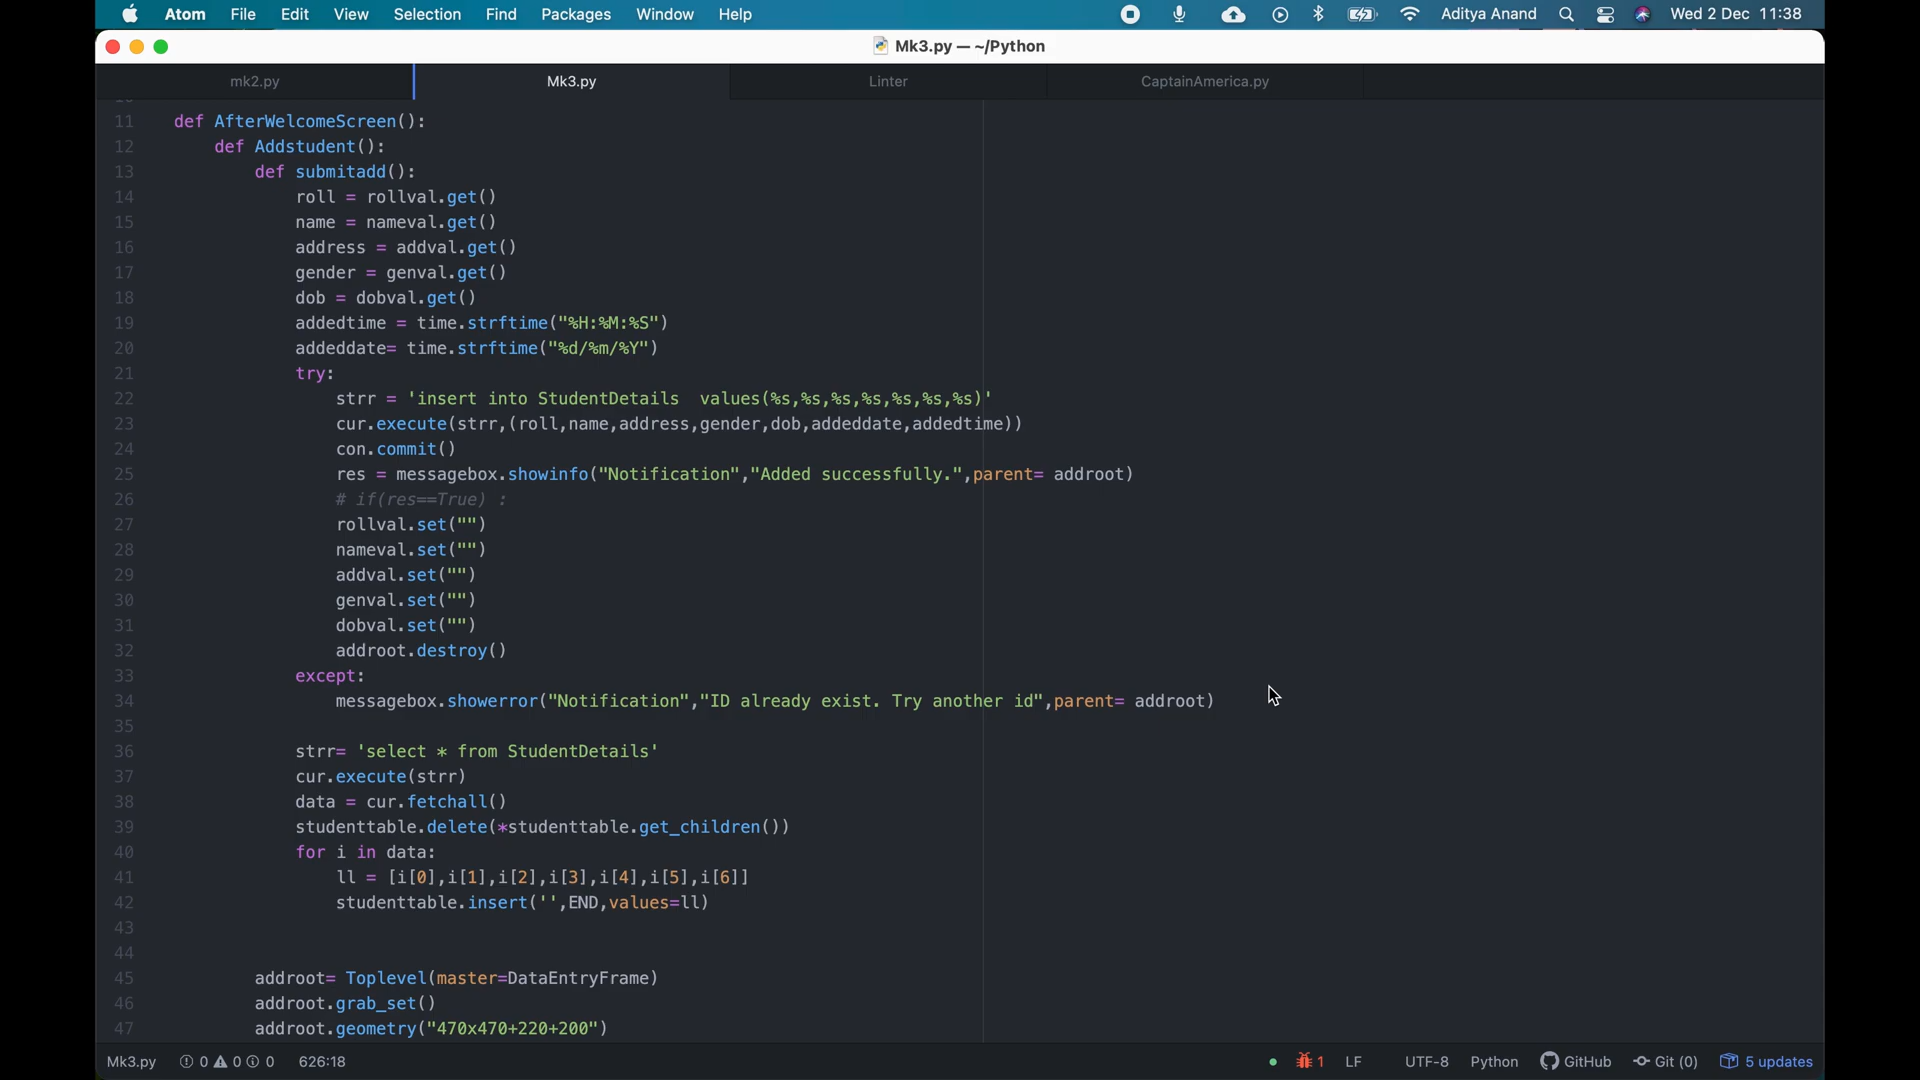 Atom File Edit View Selection Find Packages Window Help Aditya Anand Wed 2 Dec 11:38
Mk3.py — ~/Python
mk2.py Mk3.py Linter CaptainAmerica.py
11 def AfterWelcomeScreen():
12 def Addstudent():
13 def submitadd():
14 roll = rollval.get()
15 name = nameval.get()
16 address = addval.get()
17 gender = genval.get()
18 dob = dobval.get()
19 addedtime = time.strftime("%H:%M:%S")
20 addeddate= time.strftime("%d/%m/%Y")
21 try:
22 strr = 'insert into StudentDetails  values(%s,%s,%s,%s,%s,%s,%s)'
23 cur.execute(strr,(roll,name,address,gender,dob,addeddate,addedtime))
24 con.commit()
25 res = messagebox.showinfo("Notification","Added successfully.",parent= addroot)
26 # if(res==True) :
27 rollval.set("")
28 nameval.set("")
29 addval.set("")
30 genval.set("")
31 dobval.set("")
32 addroot.destroy()
33 except:
34 messagebox.showerror("Notification","ID already exist. Try another id",parent= addroot)
35
36 strr= 'select * from StudentDetails'
37 cur.execute(strr)
38 data = cur.fetchall()
39 studenttable.delete(*studenttable.get_children())
40 for i in data:
41 ll = [i[0],i[1],i[2],i[3],i[4],i[5],i[6]]
42 studenttable.insert('',END,values=ll)
43
44
45 addroot= Toplevel(master=DataEntryFrame)
46 addroot.grab_set()
47 addroot.geometry("470x470+220+200")
Mk3.py 0 0 0 626:18 1 LF UTF-8 Python GitHub Git (0) 5 updates